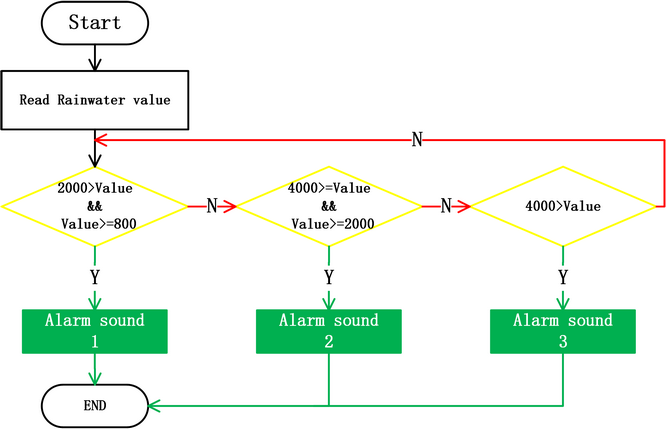 Start
Read Rainwater value
N
2000>Value
&&
Value>=800
N
4000>=Value
&&
Value>=2000
N
4000>Value
Y
Y
Y
Alarm sound
1
Alarm sound
2
Alarm sound
3
END